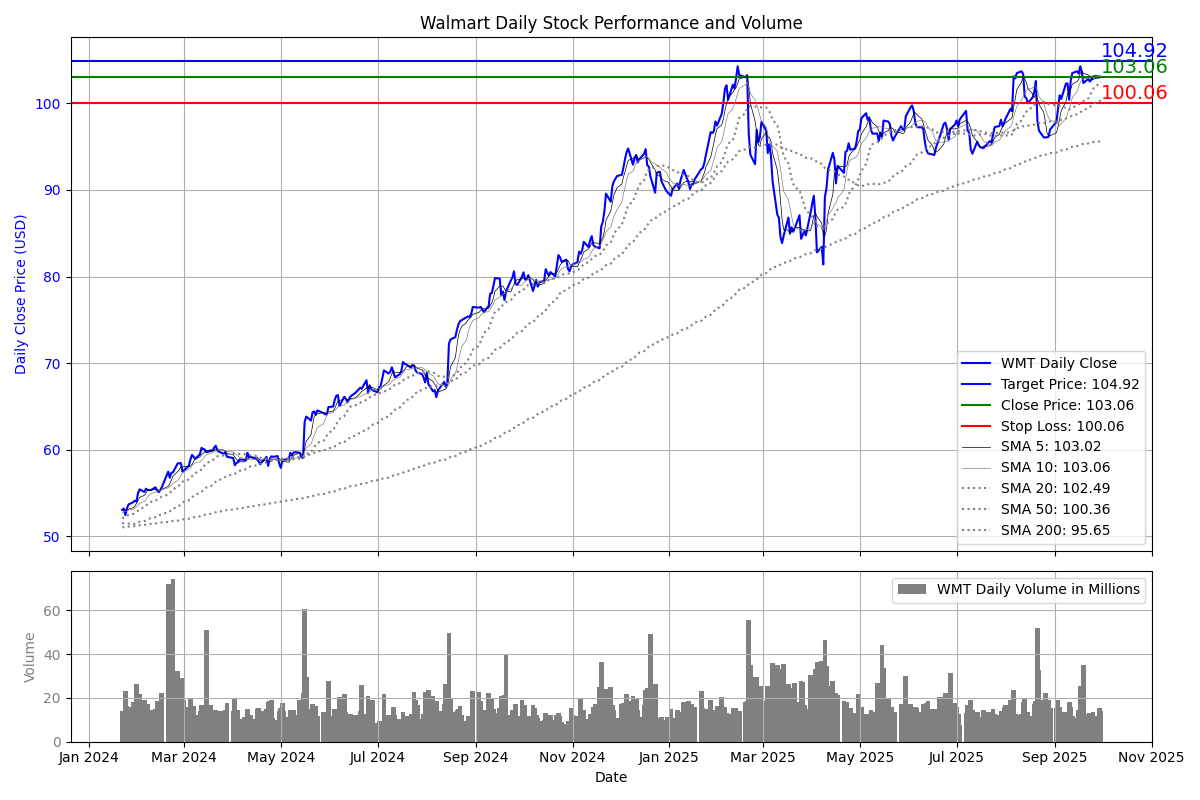 Walmart Daily Stock Performance and Volume
104.92
103.06
100.06
100
90
80
70
60
50
Daily Close Price (USD)
WMT Daily Close
Target Price: 104.92
Close Price: 103.06
Stop Loss: 100.06
SMA 5: 103.02
SMA 10: 103.06
SMA 20: 102.49
SMA 50: 100.36
SMA 200: 95.65
WMT Daily Volume in Millions
60
40
20
0
Volume
Jan 2024 Mar 2024 May 2024 Jul 2024 Sep 2024 Nov 2024 Jan 2025 Mar 2025 May 2025 Jul 2025 Sep 2025 Nov 2025
Date